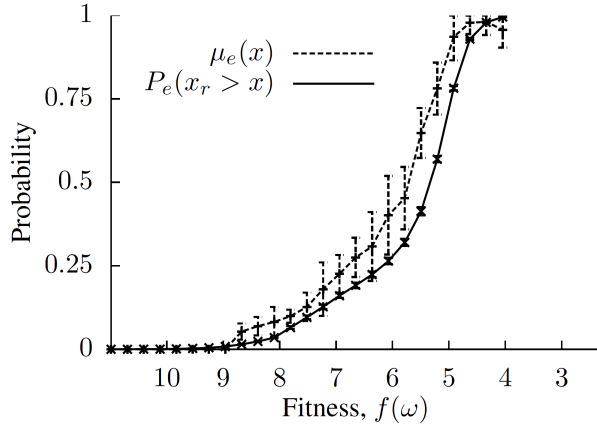 1
0.75
0.5
0.25
0
Probability
μₑ(x)
Pₑ(xᵣ > x)
10 9 8 7 6 5 4 3
Fitness, f(ω)